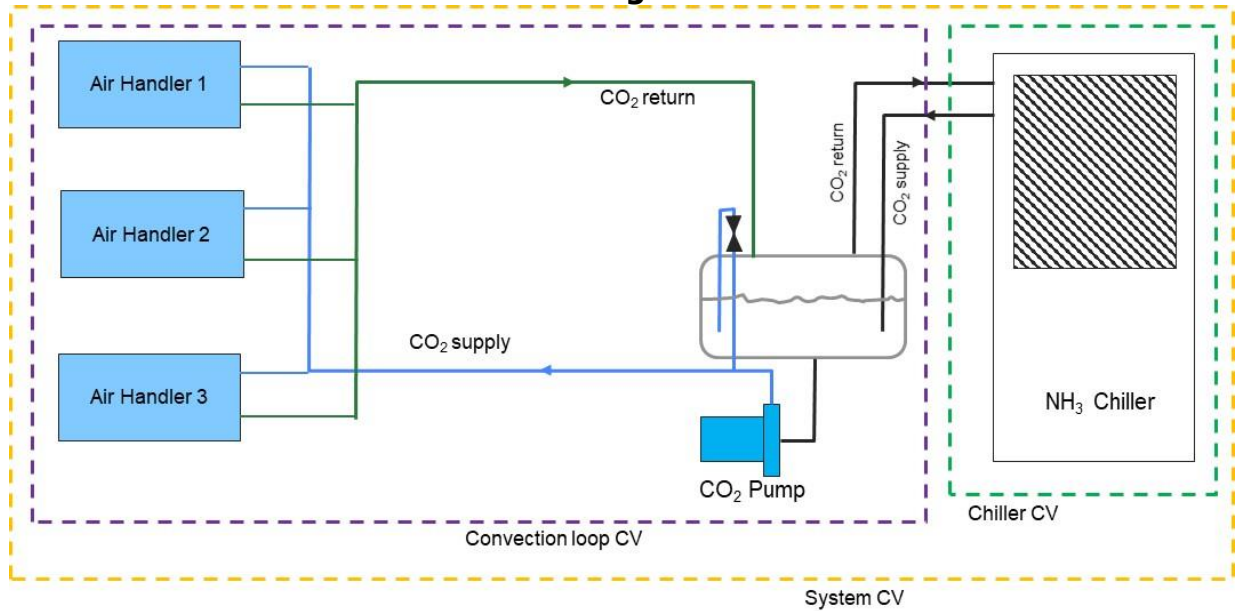 Air Handler 1
CO₂ return
Air Handler 2
CO₂ return
CO₂ supply
CO₂ supply
Air Handler 3
NH₃ Chiller
CO₂ Pump
Chiller CV
Convection loop CV
System CV